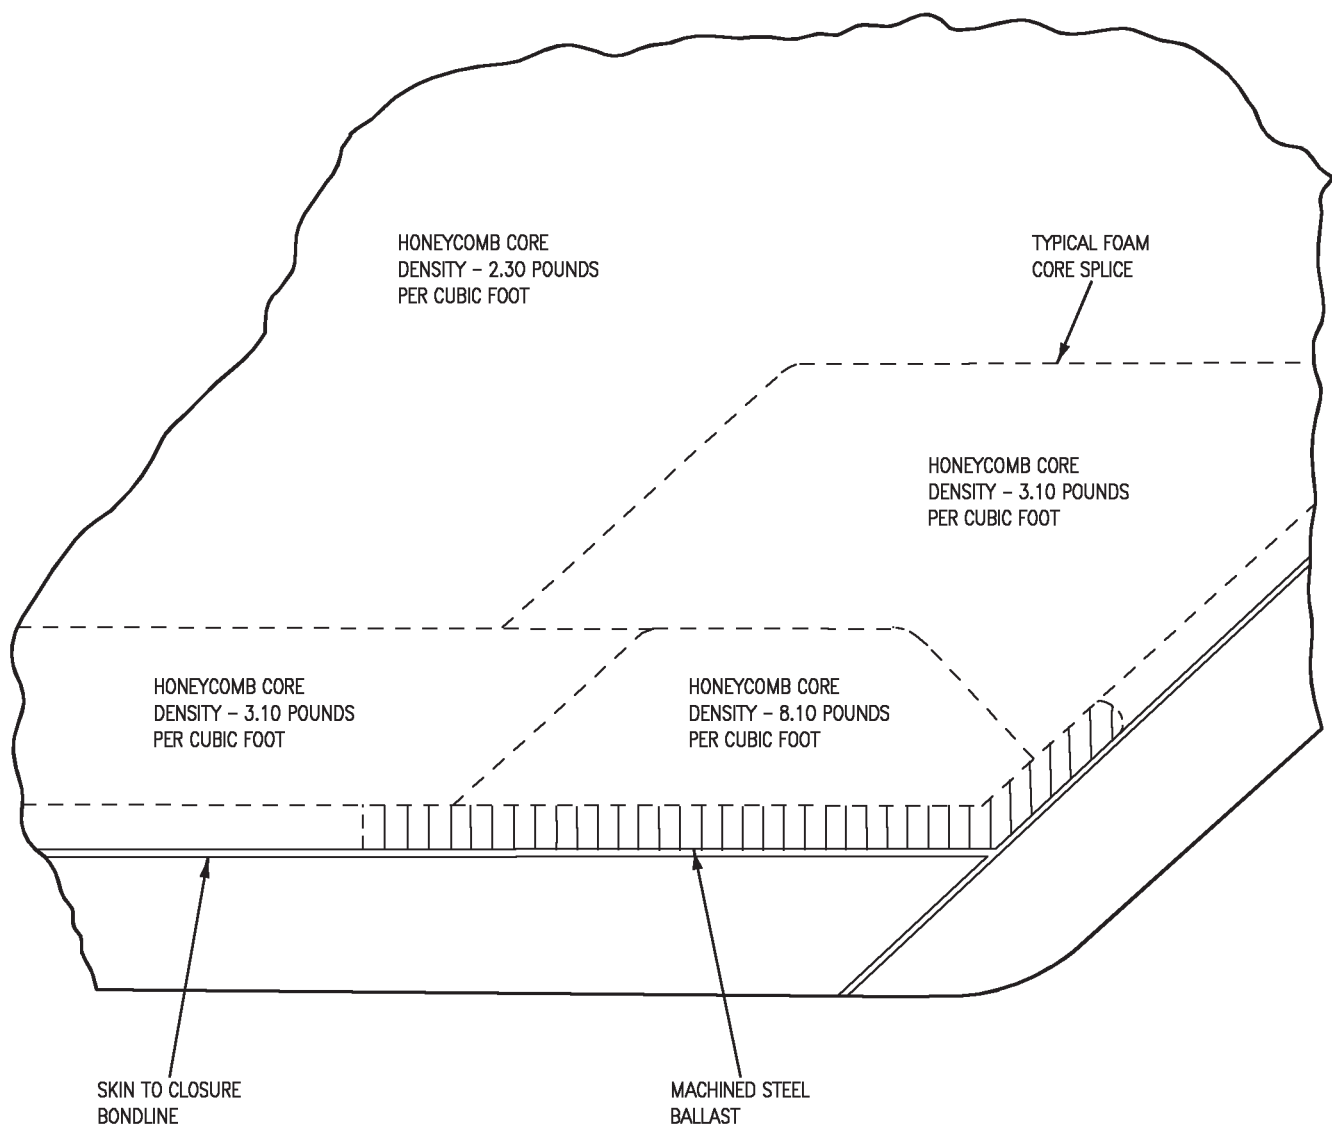 HONEYCOMB CORE
DENSITY – 2.30 POUNDS
PER CUBIC FOOT
TYPICAL FOAM
CORE SPLICE
HONEYCOMB CORE
DENSITY – 3.10 POUNDS
PER CUBIC FOOT
HONEYCOMB CORE
DENSITY – 3.10 POUNDS
PER CUBIC FOOT
HONEYCOMB CORE
DENSITY – 8.10 POUNDS
PER CUBIC FOOT
SKIN TO CLOSURE
BONDLINE
MACHINED STEEL
BALLAST